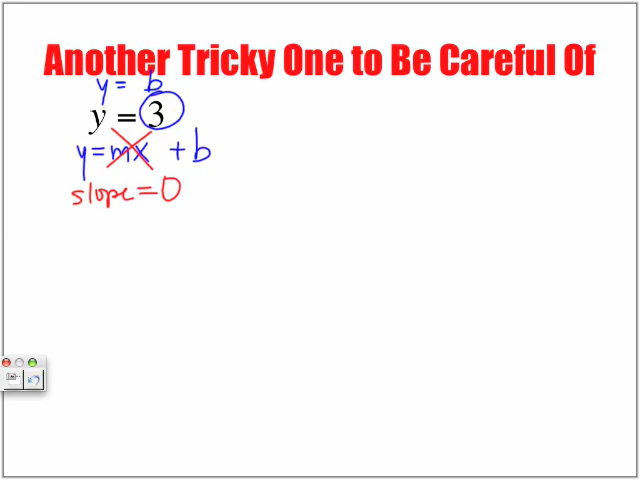 Another Tricky One to Be Careful Of
y = b
y = 3
y = mx + b
slope = 0